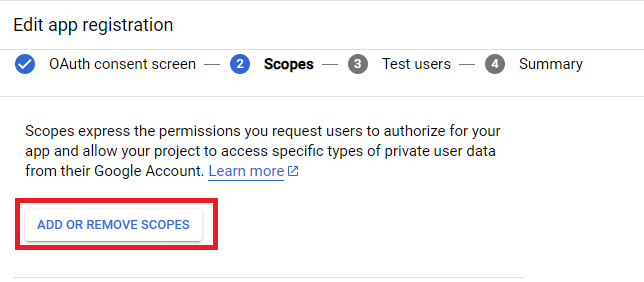 Edit app registration
OAuth consent screen — 2 Scopes — 3 Test users — 4 Summary
Scopes express the permissions you request users to authorize for your
app and allow your project to access specific types of private user data
from their Google Account. Learn more
ADD OR REMOVE SCOPES